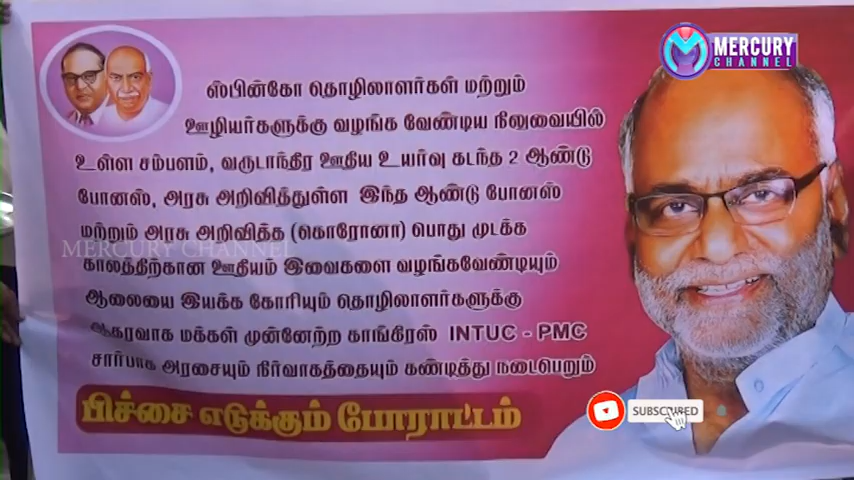 MERCURY
CHANNEL
ஸ்பின்கோ தொழிலாளர்கள் மற்றும்
ஊழியர்களுக்கு வழங்க வேண்டிய நிலுவையில்
உள்ள சம்பளம், வருடாந்திர ஊதிய உயர்வு கடந்த 2 ஆண்டு
போனஸ், அரசு அறிவித்துள்ள இந்த ஆண்டு போனஸ்
மற்றும் அரசு அறிவித்த (கொரோனா) பொது முடக்க
MERCURY CHANNEL
காலத்திற்கான ஊதியம் இவைகளை வழங்கவேண்டியும்
ஆலையை இயக்க கோரியும் தொழிலாளர்களுக்கு
ஆதரவாக மக்கள் முன்னேற்ற காங்கிரஸ் INTUC - PMC
சார்பாக அரசையும் நிர்வாகத்தையும் கண்டித்து நடைபெறும்
பிச்சை எடுக்கும் போராட்டம்
SUBSCRIBED